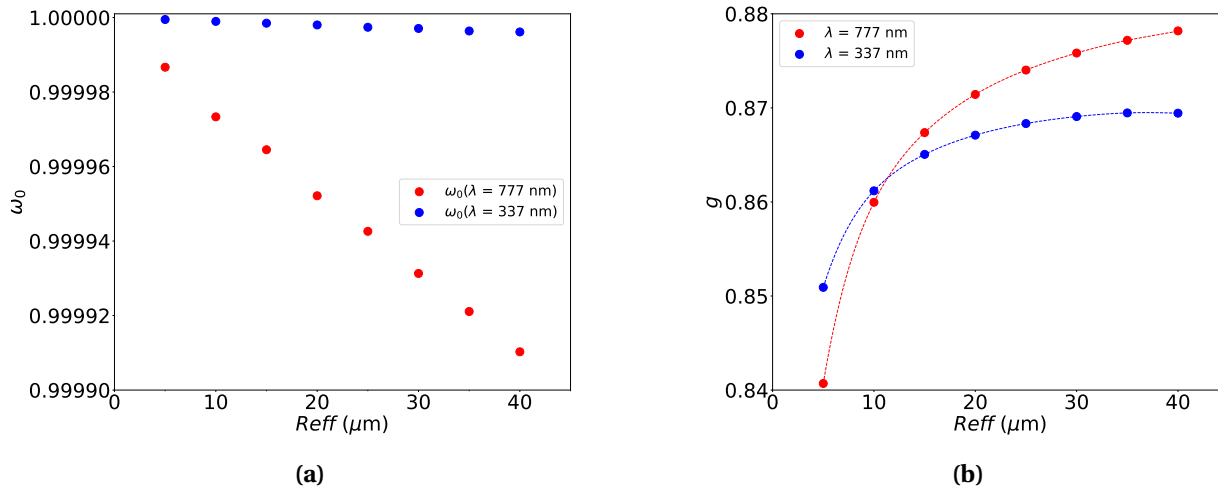 1.00000
0.99998
0.99996
0.99994
0.99992
0.99990
ω0
ω0(λ = 777 nm)
ω0(λ = 337 nm)
0 10 20 30 40
Reff (μm)
(a)
0.88
0.87
0.86
0.85
0.84
g
λ = 777 nm
λ = 337 nm
0 10 20 30 40
Reff (μm)
(b)